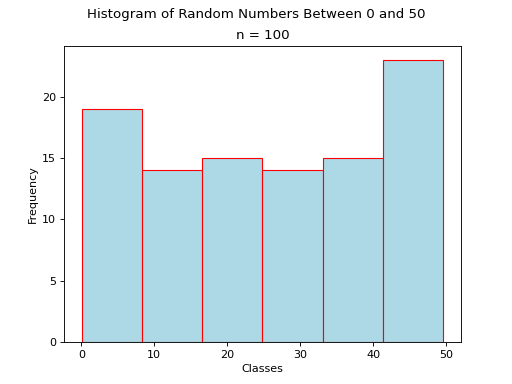 Histogram of Random Numbers Between 0 and 50
n = 100
20
15
10
5
0
Frequency
0 10 20 30 40 50
Classes